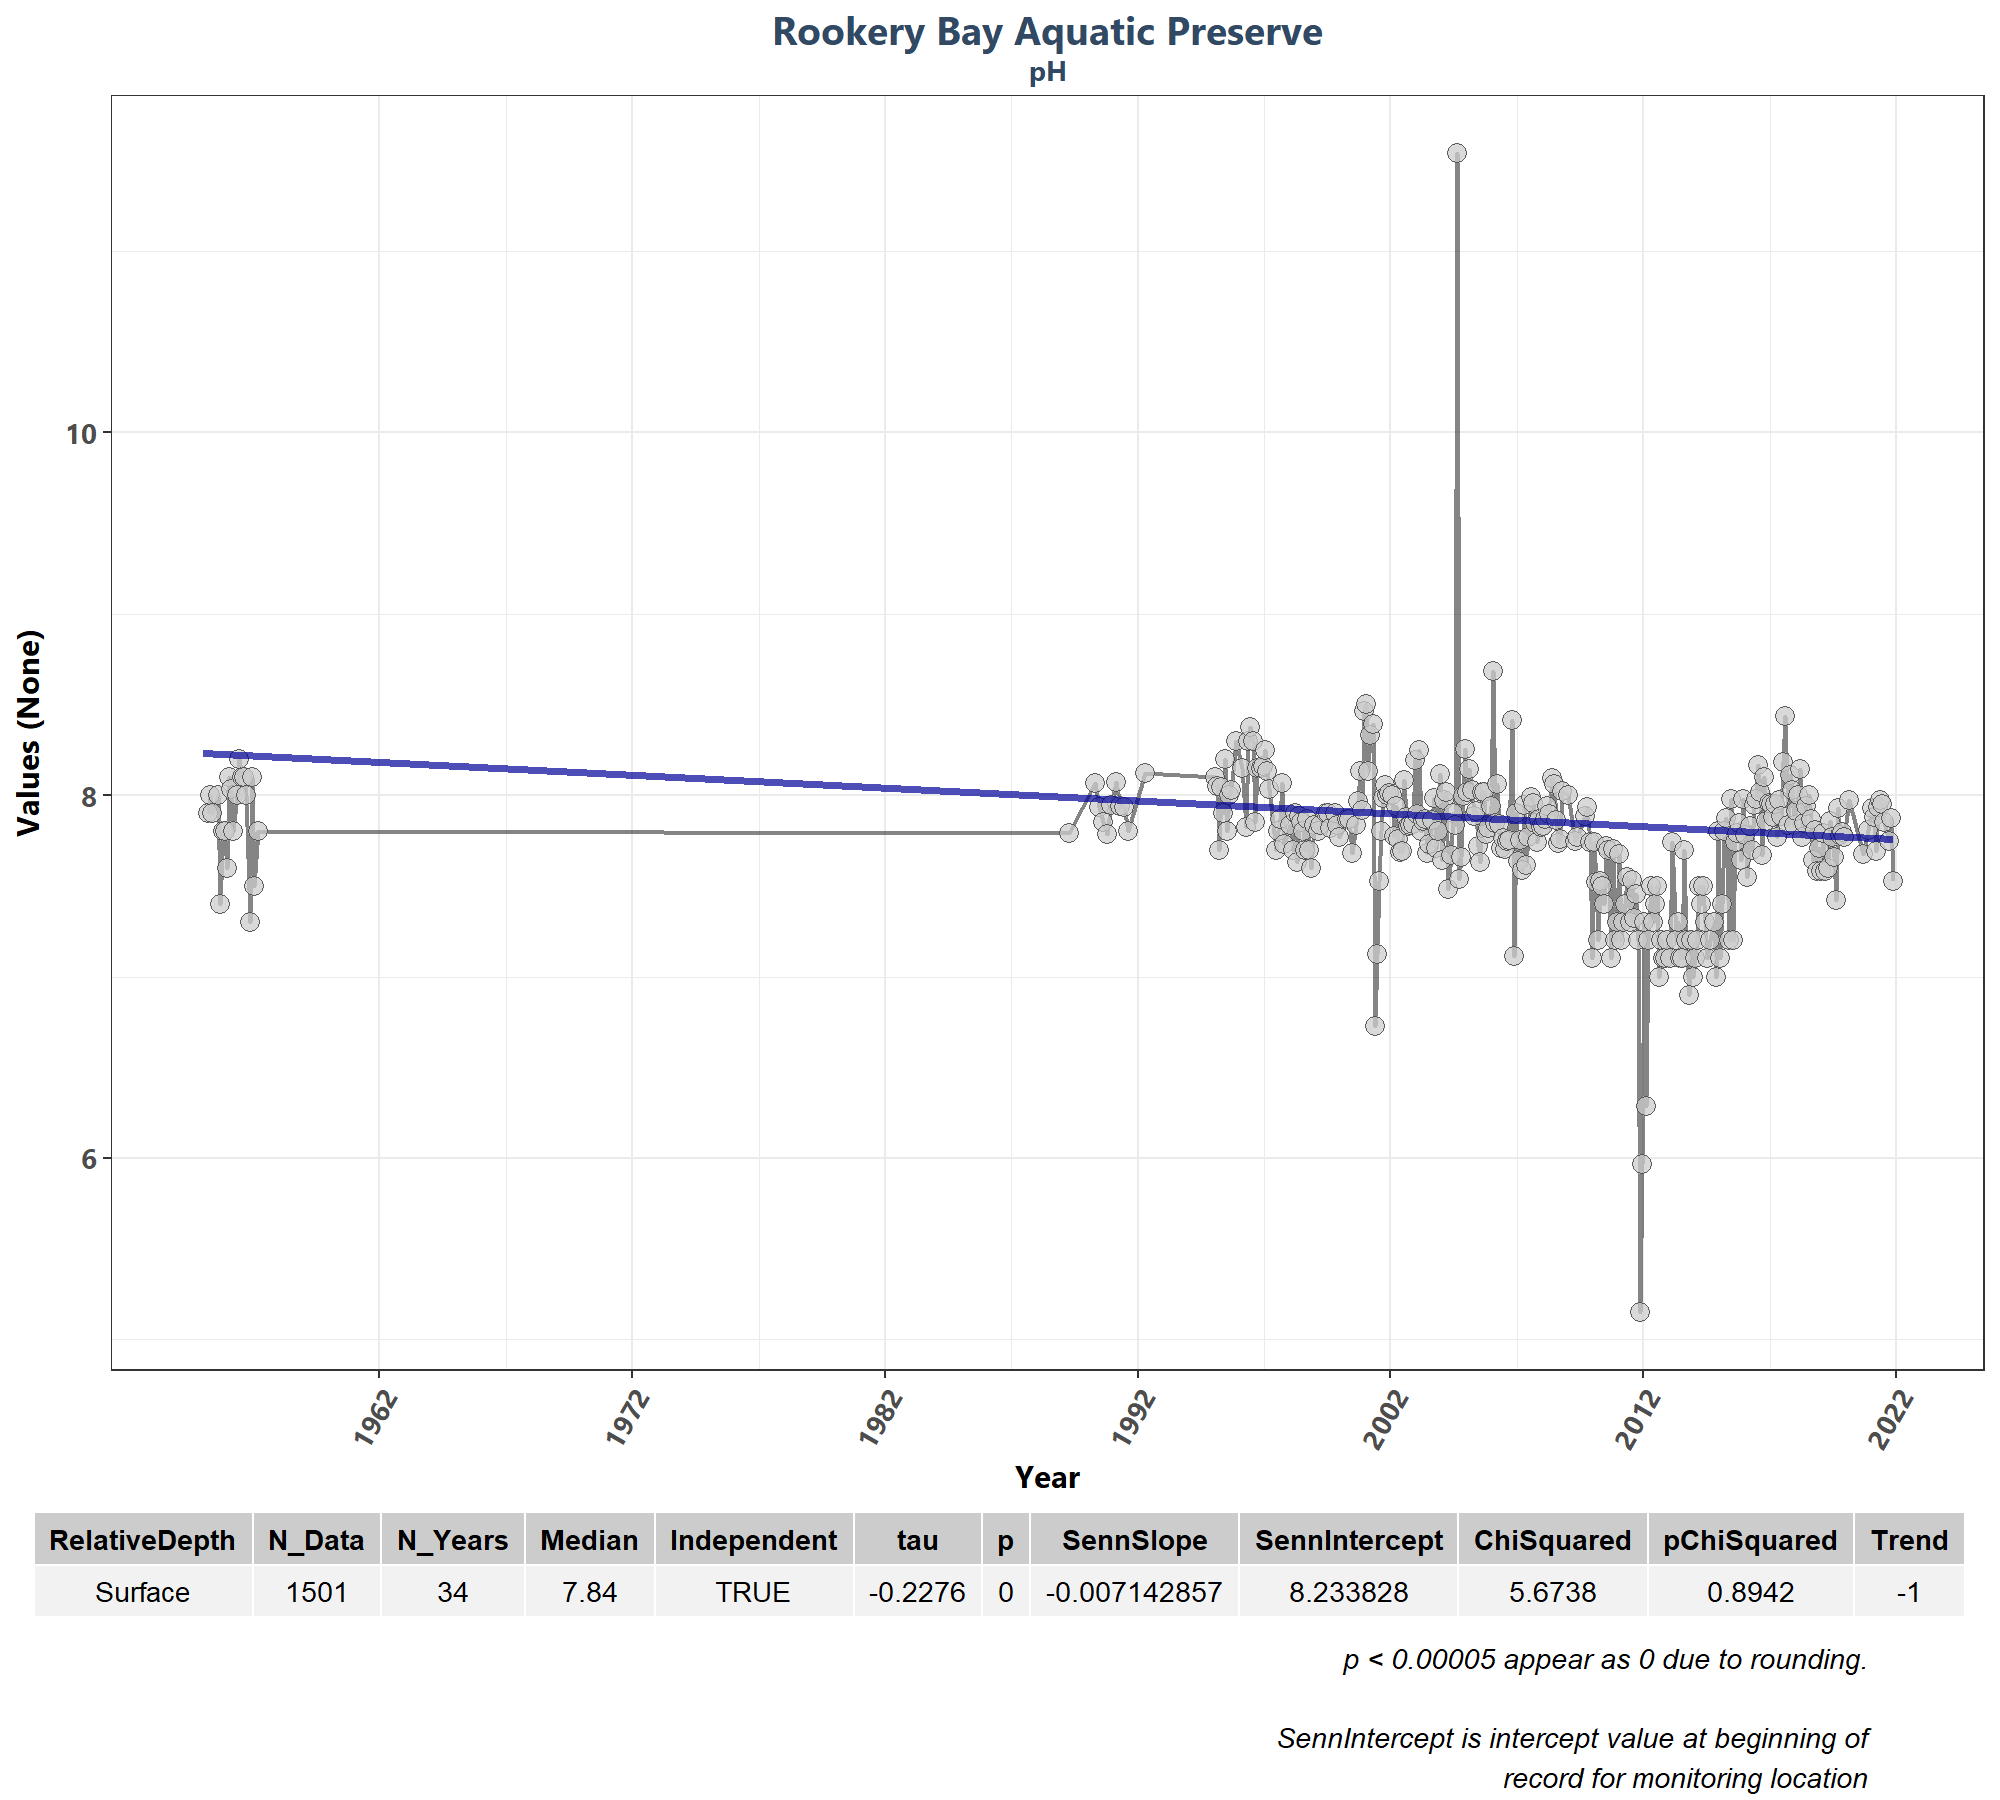 Rookery Bay Aquatic Preserve
pH
Values (None)
10
8
6
1962
1972
1982
1992
2002
2012
2022
Year
RelativeDepth N_Data N_Years Median Independent tau p SennSlope SennIntercept ChiSquared pChiSquared Trend
Surface 1501 34 7.84 TRUE -0.2276 0 -0.007142857 8.233828 5.6738 0.8942 -1
p < 0.00005 appear as 0 due to rounding.
SennIntercept is intercept value at beginning of
record for monitoring location